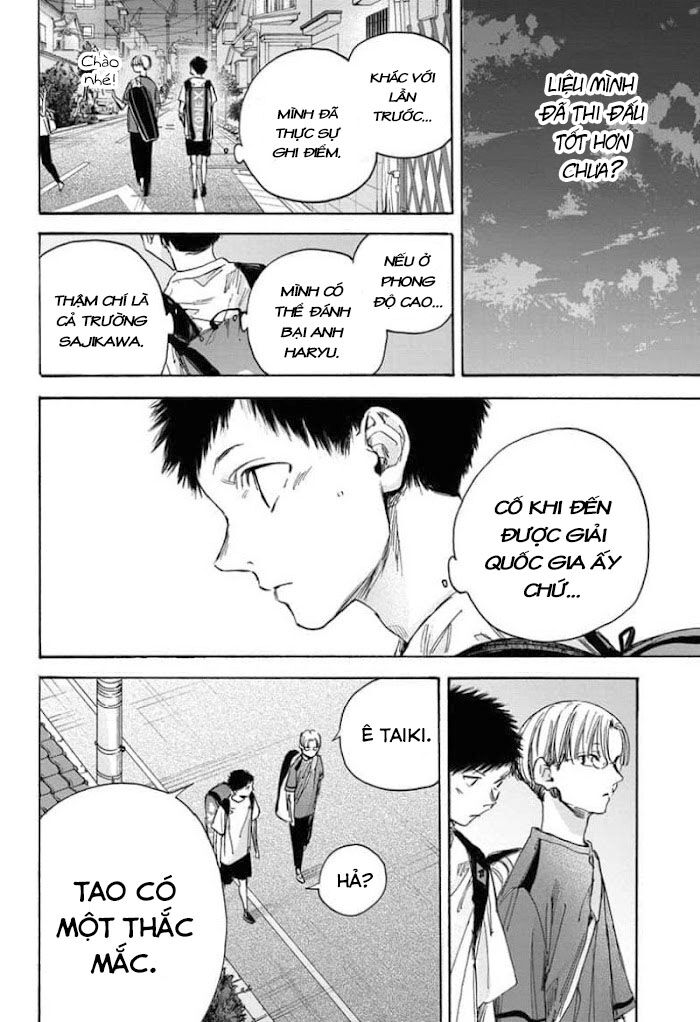 LIỆU MÌNH
ĐÃ THI ĐẤU
TỐT HƠN
CHƯA?
KHÁC VỚI
LẦN
TRƯỚC...
MÌNH ĐÃ
THỰC SỰ
GHI ĐIỂM.
Chào
nhé!
NẾU Ở
PHONG
ĐỘ CAO...
MÌNH CÓ
THỂ ĐÁNH
BẠI ANH
HARYU.
THẬM CHÍ LÀ
CẢ TRƯỜNG
SAJIKAWA.
CỐ KHI ĐẾN
ĐƯỢC GIẢI
QUỐC GIA ẤY
CHỨ...
Ê TAIKI.
HẢ?
TAO CÓ
MỘT THẮC
MẮC.